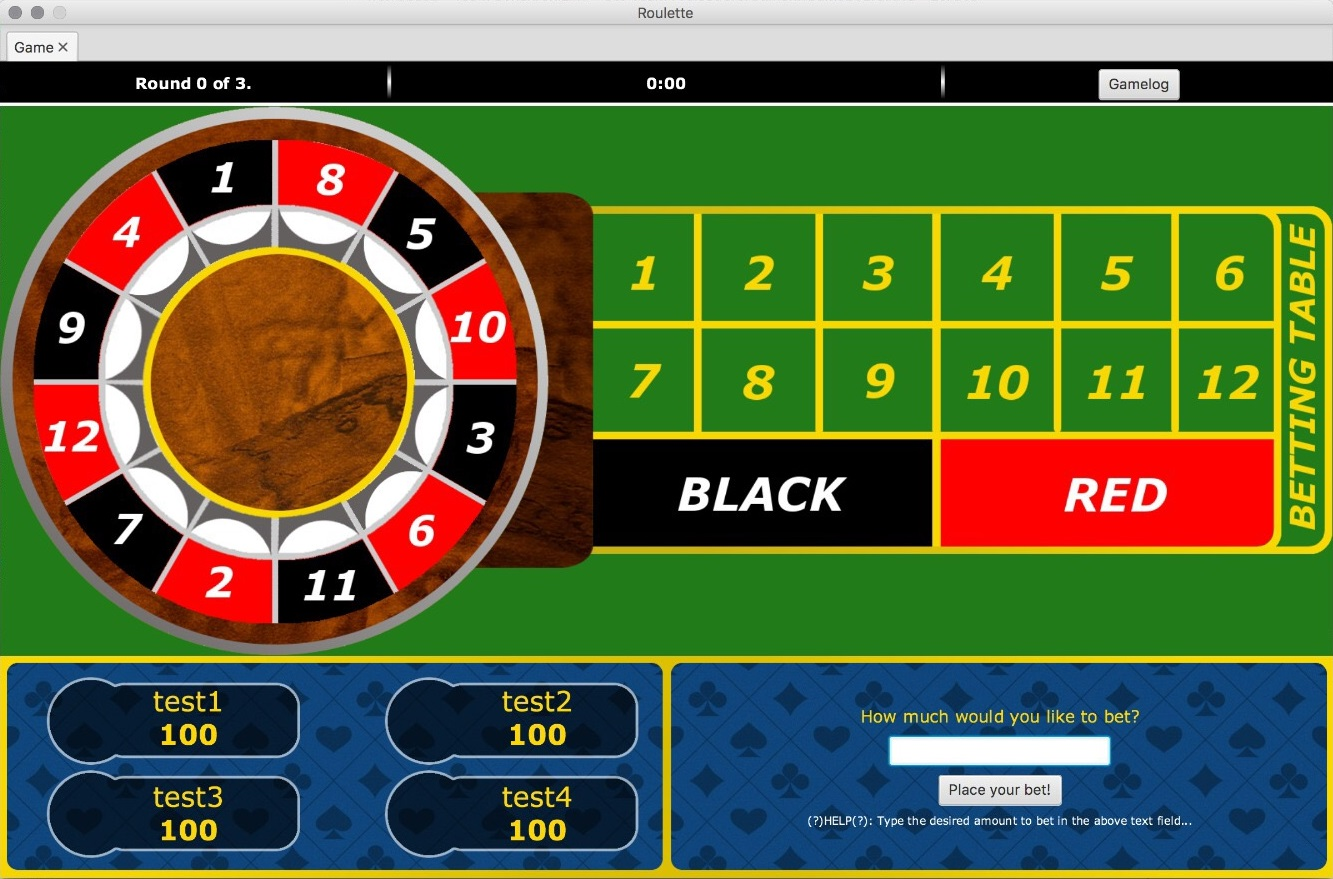 Roulette
Game ✕
Round 0 of 3.
0:00
Gamelog
1
8
4
5
9
10
12
3
7
6
2
11
1 2 3 4 5 6
7 8 9 10 11 12
BLACK RED
BETTING TABLE
test1
100
test2
100
test3
100
test4
100
How much would you like to bet?
Place your bet!
(?)HELP(?): Type the desired amount to bet in the above text field...